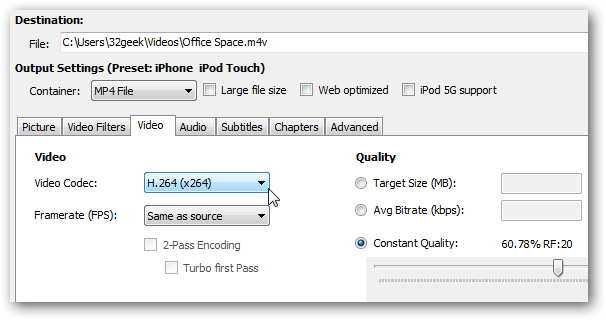 Destination:
File: C:\Users\32geek\Videos\Office Space.m4v
Output Settings (Preset: iPhone iPod Touch)
Container: MP4 File Large file size Web optimized iPod 5G support
Picture Video Filters Video Audio Subtitles Chapters Advanced
Video Quality
Video Codec: H.264 (x264) Target Size (MB):
Framerate (FPS): Same as source Avg Bitrate (kbps):
2-Pass Encoding Constant Quality: 60.78% RF:20
Turbo first Pass